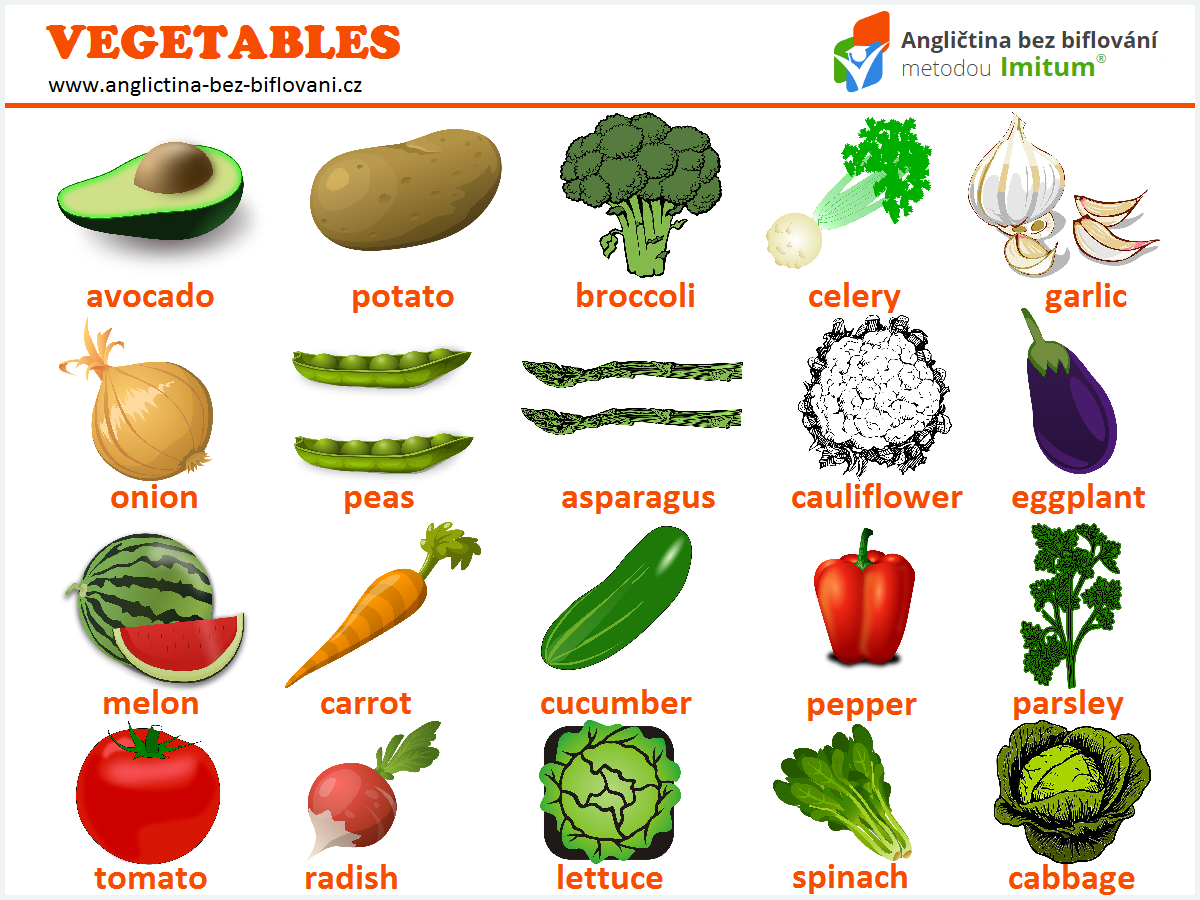 VEGETABLES
www.anglictina-bez-biflovani.cz
Angličtina bez biflování
metodou Imitum®
avocado
potato
broccoli
celery
garlic
onion
peas
asparagus
cauliflower
eggplant
melon
carrot
cucumber
pepper
parsley
tomato
radish
lettuce
spinach
cabbage